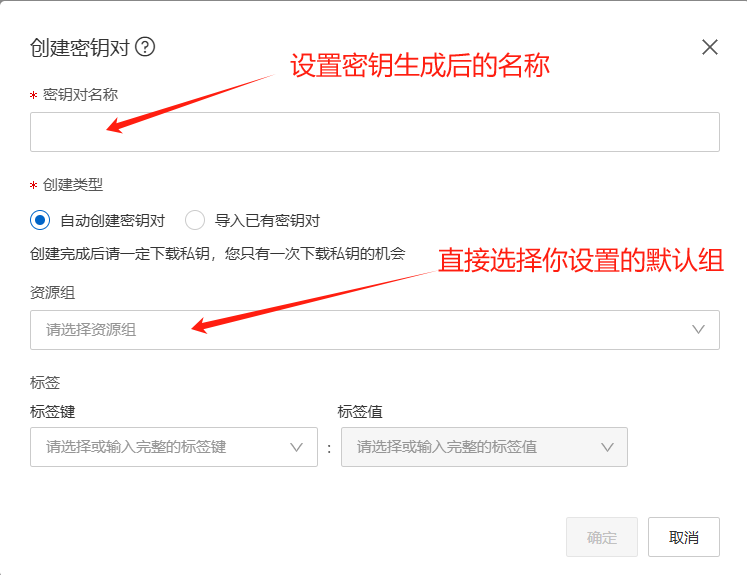 创建密钥对?
设置密钥生成后的名称
* 密钥对名称
* 创建类型
自动创建密钥对 导入已有密钥对
创建完成后请一定下载私钥，您只有一次下载私钥的机会
直接选择你设置的默认组
资源组
请选择资源组
标签
标签键 标签值
请选择或输入完整的标签键 : 请选择或输入完整的标签值
确定 取消